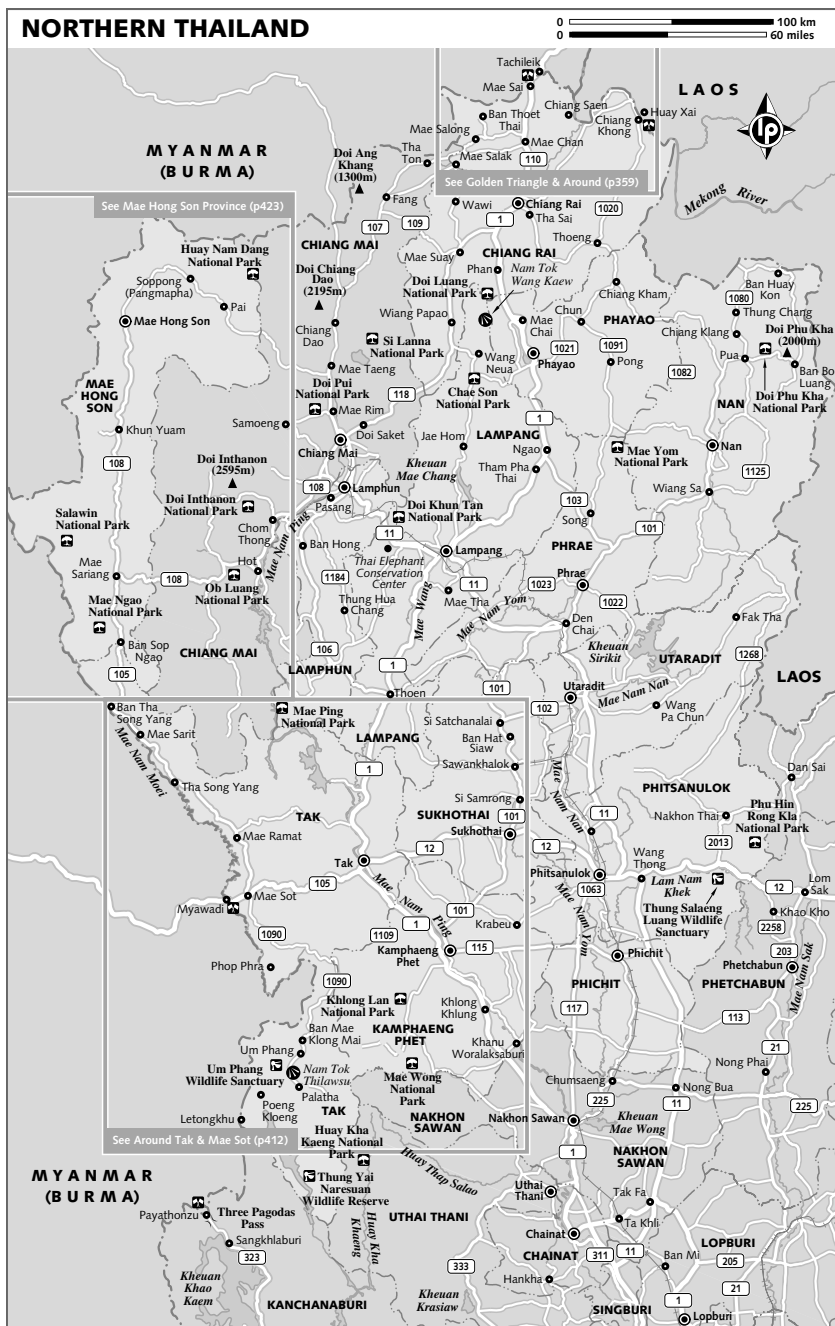 NORTHERN THAILAND
0 100 km
0 60 miles
Tachileik
Mae Sai
LAOS
Ban Thoet
Thai
Chiang Saen
Huay Xai
Chiang
Khong
Mae Salong
Mae Chan
lp
MYANMAR
(BURMA)
Doi Ang
Khang
(1300m)
Tha
Ton
Mae Salak
110
See Golden Triangle & Around (p359)
Mekong River
See Mae Hong Son Province (p423)
Fang
Wawi
Chiang Rai
1
Tha Sai
1020
107
109
CHIANG MAI
CHIANG RAI
Thoeng
Huay Nam Dang
National Park
Mae Suay
Phan
Nam Tok
Wang Kaew
Doi Chiang
Dao
(2195m)
Doi Luang
National Park
Ban Huay
Kon
Soppong
(Pangmapha)
Pai
Chiang Kham
1080
Thung Chang
Mae Hong Son
Wiang Papao
Mae
Chai
Chun
PHAYAO
Chiang Klang
Doi Phu Kha
(2000m)
Chiang
Dao
Si Lanna
National Park
Wang
Neua
1021
Phayao
1091
Pong
1082
Pua
Ban Bo
Luang
MAE
HONG
SON
Mae Taeng
Doi Pui
National Park
118
Chae Son
National Park
Doi Phu Kha
National Park
NAN
Mae Rim
1
Samoeng
Doi Saket
Khun Yuam
Chiang Mai
Jae Hom
LAMPANG
Ngao
Mae Yom
National Park
Nan
108
Doi Inthanon
(2595m)
Kheuan
Mae Chang
Tham Pha
Thai
1125
108
Lamphun
Wiang Sa
Doi Inthanon
National Park
Pasang
Doi Khun Tan
National Park
103
Song
101
Salawin
National Park
Chom
Thong
Mae Nam Ping
11
Ban Hong
Thai Elephant
Conservation
Center
Lampang
PHRAE
Mae
Sariang
108
Hot
Ob Luang
National Park
1184
11
1023
Phrae
Mae Ngao
National Park
Thung Hua
Chang
Mae Wang
Mae Tha
Mae Nam Yom
1022
Den
Chai
Fak Tha
Ban Sop
Ngao
CHIANG MAI
106
Kheuan
Sirikit
UTARADIT
1268
105
LAMPHUN
1
LAOS
Thoen
101
Utaradit
Mae Nam Nan
102
Wang
Pa Chun
Ban Tha
Song Yang
Mae Ping
National Park
Si Satchanalai
Mae Sarit
LAMPANG
Ban Hat
Siaw
Mae Nam Moei
1
Sawankhalok
Mae Nam Nan
Dan Sai
Tha Song Yang
PHITSANULOK
Si Samrong
TAK
SUKHOTHAI
101
11
Nakhon Thai
Phu Hin
Rong Kla
National Park
Mae Ramat
Sukhothai
12
12
2013
Tak
Wang
Thong
Phitsanulok
Lam Nam
Khek
12
Lom
Sak
105
1063
Mae Sot
Mae Nam Ping
Thung Salaeng
Luang Wildlife
Sanctuary
Myawadi
101
Khao Kho
1
Krabeu
Mae Nam Yom
2258
1090
1109
Kamphaeng
Phet
115
203
Phichit
Phetchabun
Phop Phra
PHICHIT
PHETCHABUN
Mae Nam Sak
1090
Khlong Lan
National Park
Khlong
Khlung
117
113
Ban Mae
Klong Mai
KAMPHAENG
PHET
Khanu
Woralaksaburi
21
Um Phang
Nong Phai
Um Phang
Wildlife Sanctuary
Nam Tok
Thilawsu
Mae Wong
National
Park
Chumsaeng
Nong Bua
Palatha
225
11
225
Poeng
Kloeng
TAK
NAKHON
SAWAN
Nakhon Sawan
Kheuan
Mae Wong
Letongkhu
See Around Tak & Mae Sot (p412)
Huay Kha
Kaeng National
Park
1
NAKHON
SAWAN
MYANMAR
(BURMA)
Huay Thap Salao
Thung Yai
Naresuan
Wildlife Reserve
Uthai
Thani
Tak Fa
Payathonzu
Three Pagodas
Pass
UTHAI THANI
Ta Khli
Sangkhlaburi
Huay Kha
Khaeng
Chainat
LOPBURI
323
CHAINAT
311
11
Ban Mi
205
333
Kheuan
Khao
Kaem
Hankha
21
Kheuan
Krasiaw
1
KANCHANABURI
SINGBURI
Lopburi